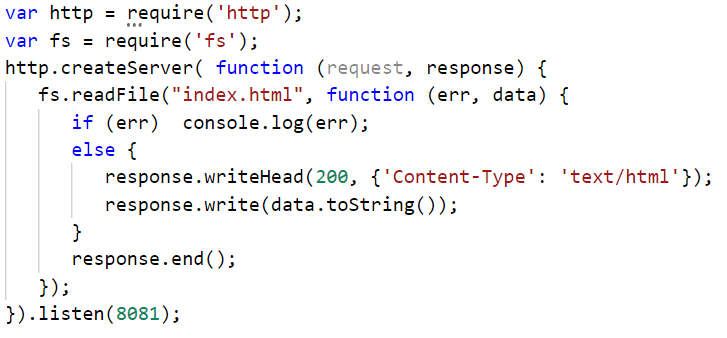 var http = require('http');
var fs = require('fs');
http.createServer( function (request, response) {
   fs.readFile("index.html", function (err, data) {
      if (err)  console.log(err);
      else {
         response.writeHead(200, {'Content-Type': 'text/html'});
         response.write(data.toString());
      }
      response.end();
   });
}).listen(8081);